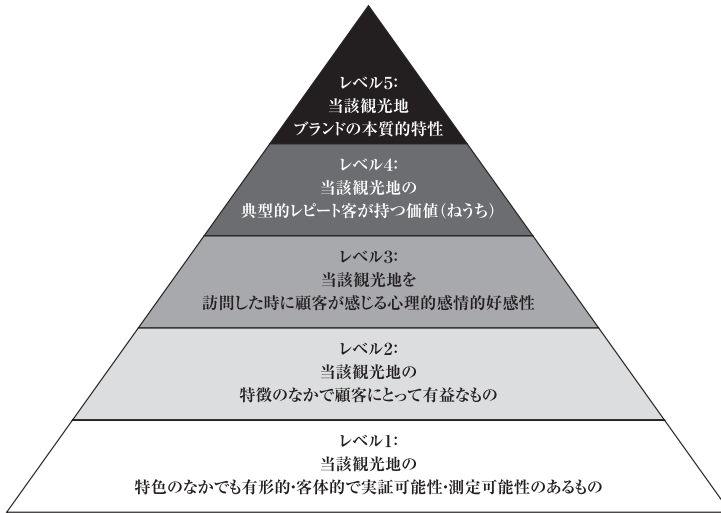 レベル5:
当該観光地
ブランドの本質的特性
レベル4:
当該観光地の
典型的レピート客が持つ価値(ねうち)
レベル3:
当該観光地を
訪問した時に顧客が感じる心理的感情的好感性
レベル2:
当該観光地の
特徴のなかで顧客にとって有益なもの
レベル1:
当該観光地の
特色のなかでも有形的・客体的で実証可能性・測定可能性のあるもの